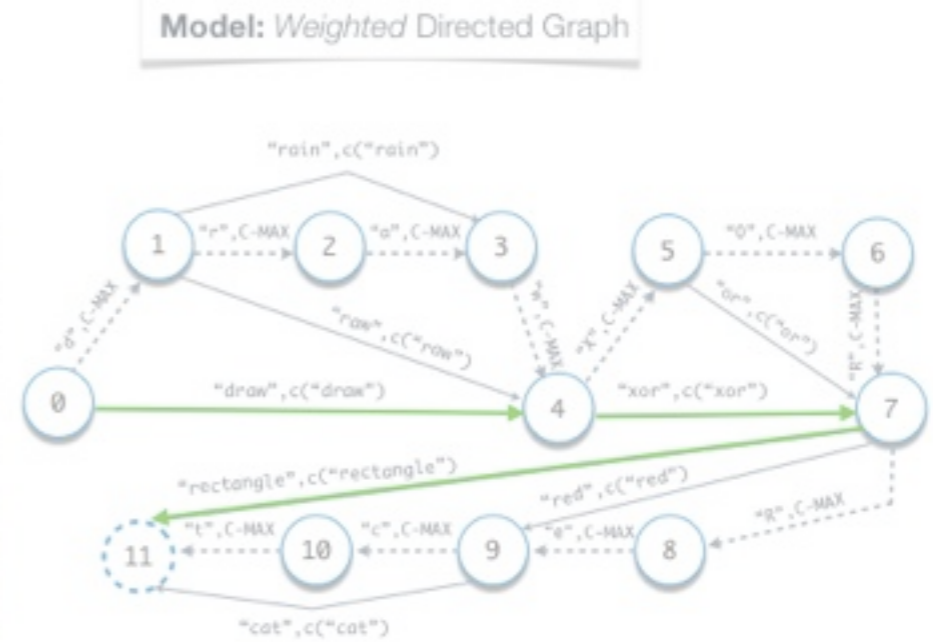 Model: Weighted Directed Graph
"rain",c("rain")
1
"r",C-MAX
2
"a",C-MAX
3
5
"O",C-MAX
6
"d",C-MAX
"raw",c("raw")
"w",C-MAX
"X",C-MAX
"or",c("or")
"R",C-MAX
0
"draw",c("draw")
4
"xor",c("xor")
7
"rectangle",c("rectangle")
"red",c("red")
"R",C-MAX
11
"t",C-MAX
10
"c",C-MAX
9
"e",C-MAX
8
"cat",c("cat")